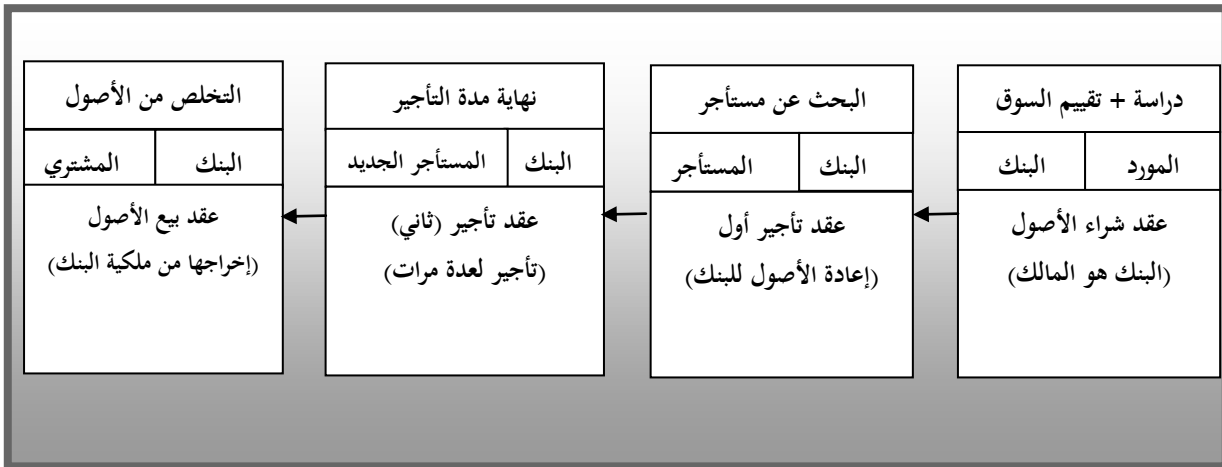 دراسة + تقييم السوق
المورد
البنك
عقد شراء الأصول
(البنك هو المالك)
البحث عن مستأجر
البنك
المستأجر
عقد تأجير أول
(إعادة الأصول للبنك)
نهاية مدة التأجير
البنك
المستأجر الجديد
عقد تأجير (ثاني)
(تأجير لعدة مرات)
التخلص من الأصول
البنك
المشتري
عقد بيع الأصول
(إخراجها من ملكية البنك)